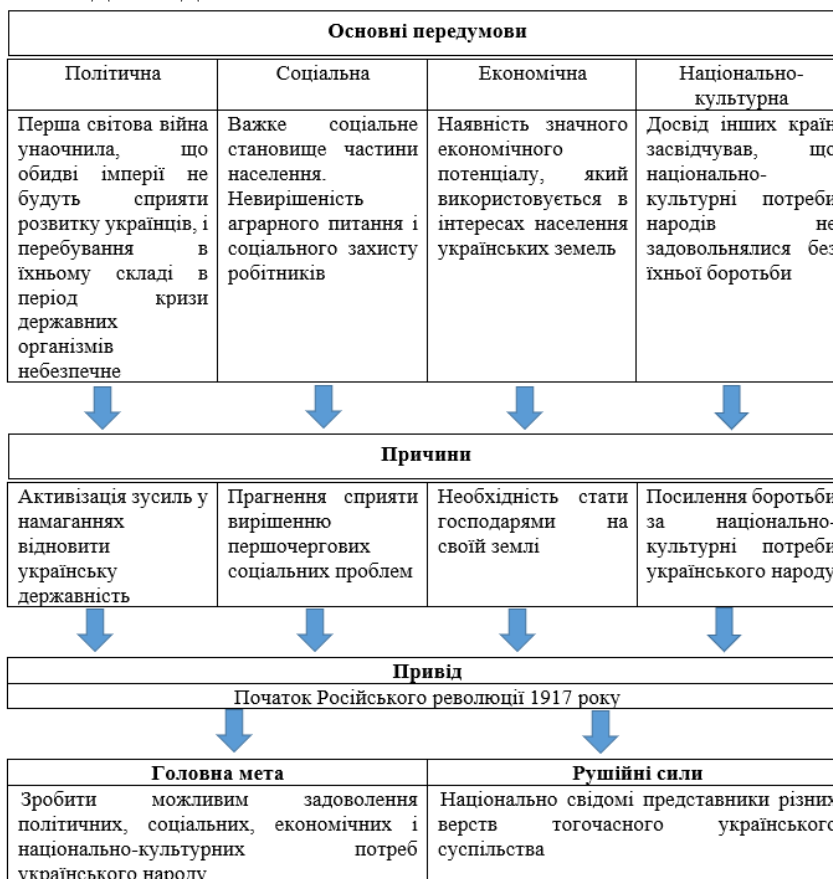 Основні передумови
Політична
Соціальна
Економічна
Національно-
культурна
Перша світова війна
унаочнила, що
обидві імперії не
будуть сприяти
розвитку українців, і
перебування в
їхньому складі в
період кризи
державних
організмів
небезпечне
Важке соціальне
становище частини
населення.
Невирішеність
аграрного питання і
соціального захисту
робітників
Наявність значного
економічного
потенціалу, який
використовується в
інтересах населення
українських земель
Досвід інших країн
засвідчував, що
національно-
культурні потреби
народів не
задовольнялися без
їхньої боротьби
Причини
Активізація зусиль у
намаганнях
відновити
українську
державність
Прагнення сприяти
вирішенню
першочергових
соціальних проблем
Необхідність стати
господарями на
своїй землі
Посилення боротьби
за національно-
культурні потреби
українського народу
Привід
Початок Російського революції 1917 року
Головна мета
Зробити можливим задоволення
політичних, соціальних, економічних і
національно-культурних потреб
українського народу
Рушійні сили
Національно свідомі представники різних
верств тогочасного українського
суспільства